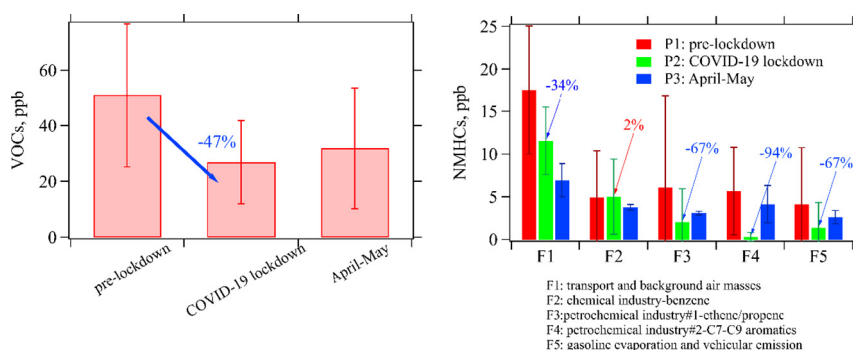 VOCs, ppb
60
40
20
0
-47%
pre-lockdown
COVID-19 lockdown
April-May
NMHCs, ppb
25
20
15
10
5
0
P1: pre-lockdown
P2: COVID-19 lockdown
P3: April-May
-34%
2%
-67%
-94%
-67%
F1
F2
F3
F4
F5
F1: transport and background air masses
F2: chemical industry-benzene
F3:petrochemical industry#1-ethene/propene
F4: petrochemical industry#2-C7-C9 aromatics
F5: gasoline evaporation and vehicular emission